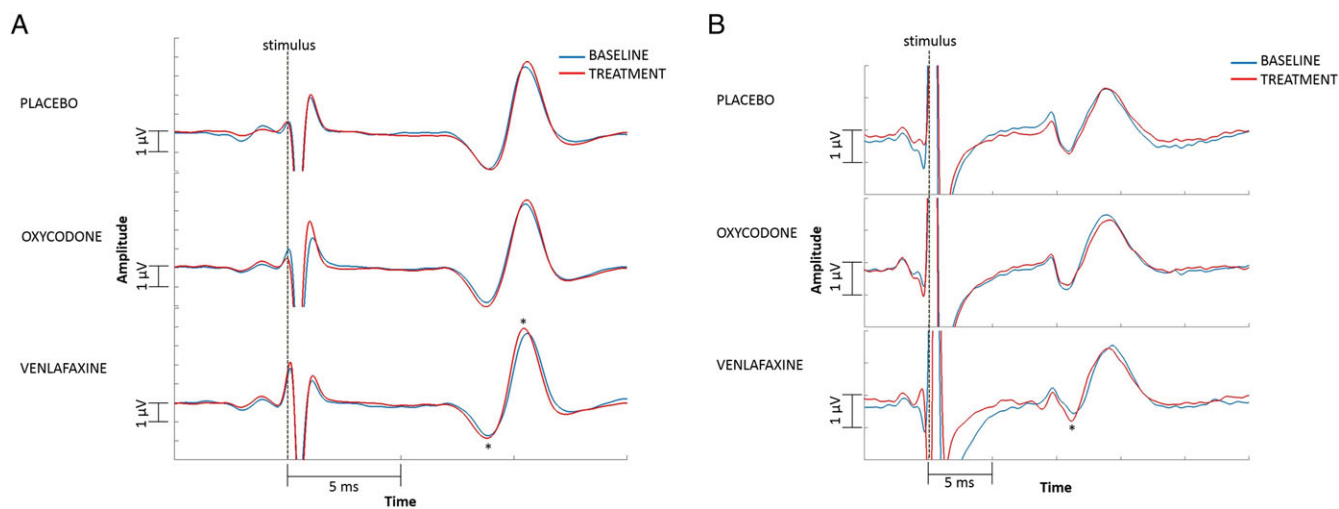 A
stimulus
BASELINE
TREATMENT
PLACEBO
1 µV
OXYCODONE
1 µV
Amplitude
*
VENLAFAXINE
1 µV
*
5 ms
Time
B
stimulus
BASELINE
TREATMENT
PLACEBO
1 µV
OXYCODONE
1 µV
Amplitude
VENLAFAXINE
1 µV
*
5 ms
Time